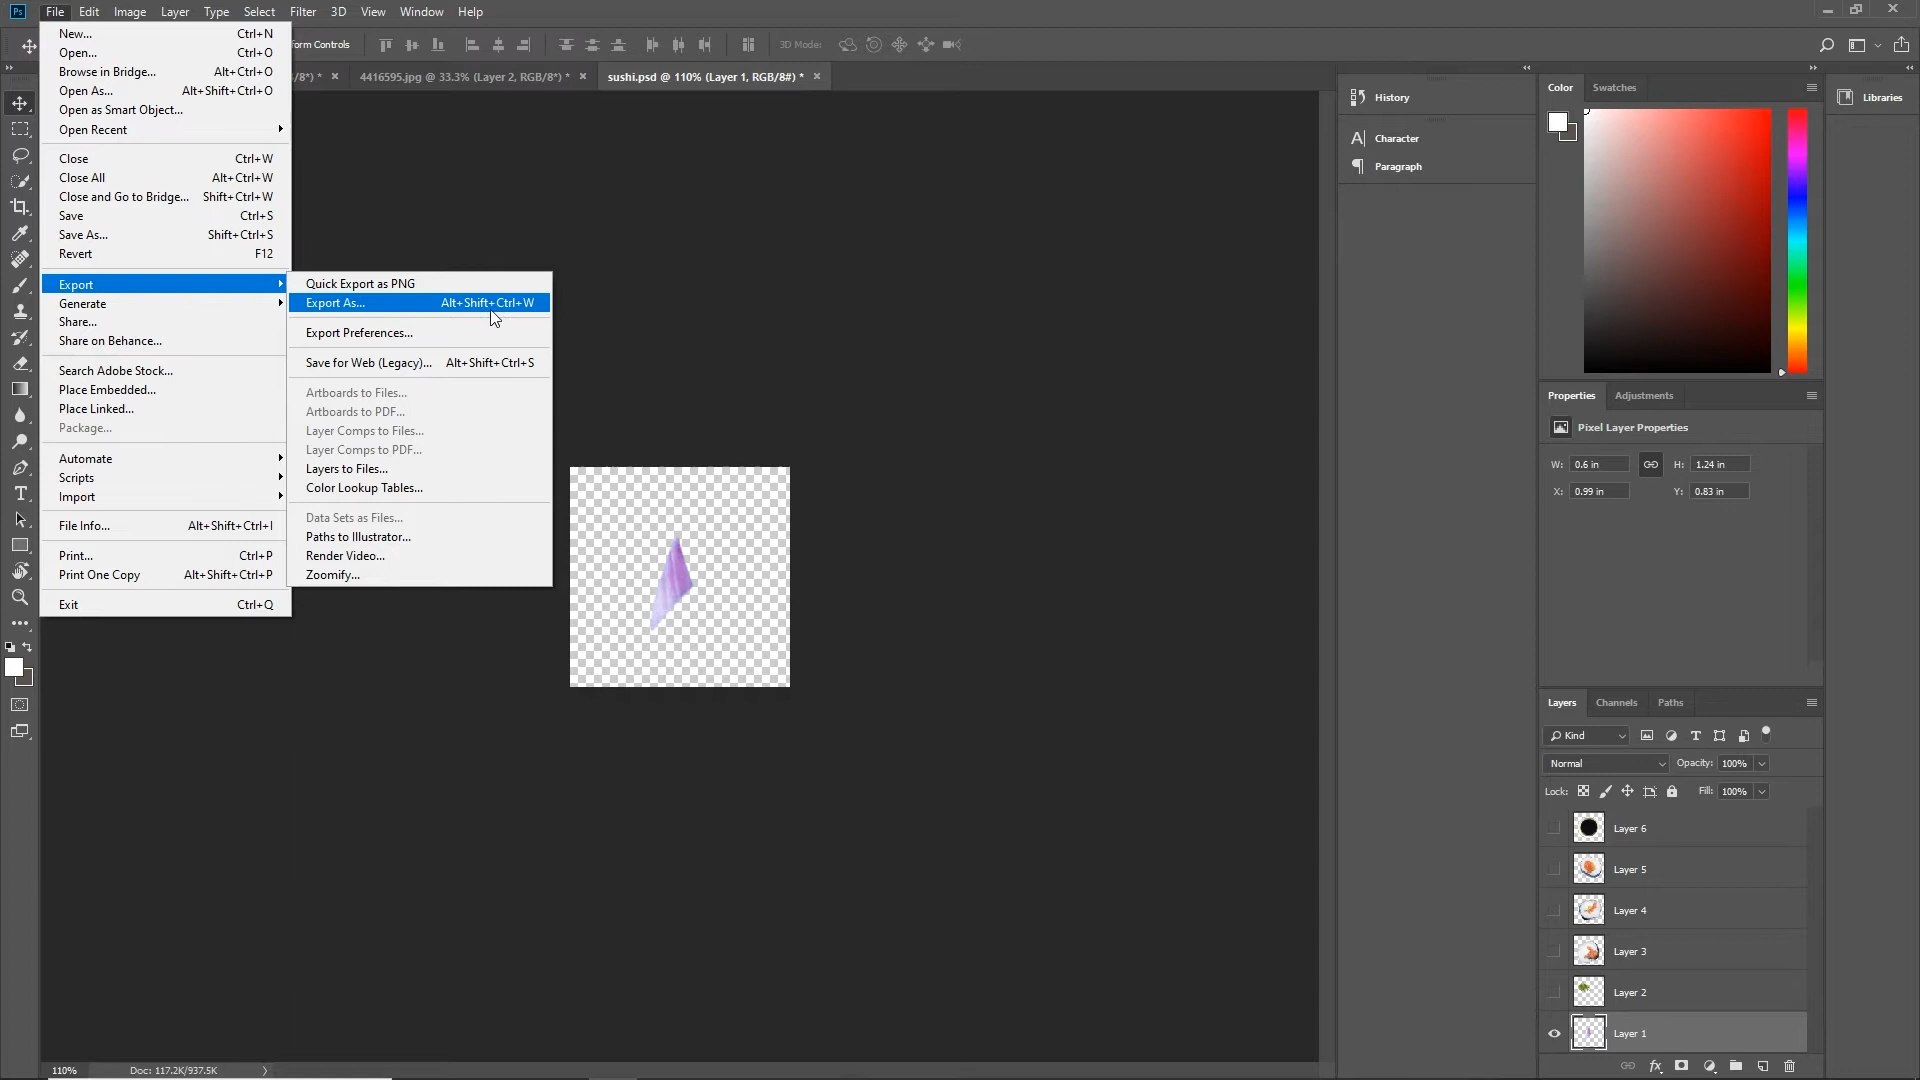 Ps File Edit Image Layer Type Select Filter 3D View Window Help
New... Ctrl+N
Open... Ctrl+O
Browse in Bridge... Alt+Ctrl+O
Open As... Alt+Shift+Ctrl+O
Open as Smart Object...
Open Recent
Close Ctrl+W
Close All Alt+Ctrl+W
Close and Go to Bridge... Shift+Ctrl+W
Save Ctrl+S
Save As... Shift+Ctrl+S
Revert F12
Export
Generate
Share...
Share on Behance...
Search Adobe Stock...
Place Embedded...
Place Linked...
Package...
Automate
Scripts
Import
File Info... Alt+Shift+Ctrl+I
Print... Ctrl+P
Print One Copy Alt+Shift+Ctrl+P
Exit Ctrl+Q
Quick Export as PNG
Export As... Alt+Shift+Ctrl+W
Export Preferences...
Save for Web (Legacy)... Alt+Shift+Ctrl+S
Artboards to Files...
Artboards to PDF...
Layer Comps to Files...
Layer Comps to PDF...
Layers to Files...
Color Lookup Tables...
Data Sets as Files...
Paths to Illustrator...
Render Video...
Zoomify...
form Controls 3D Mode:
/8*) * × 4416595.jpg @ 33.3% (Layer 2, RGB/8*) * × sushi.psd @ 110% (Layer 1, RGB/8#) * ×
History
Character
Paragraph
Color Swatches
Libraries
Properties Adjustments
Pixel Layer Properties
W: 0.6 in H: 1.24 in
X: 0.99 in Y: 0.83 in
Layers Channels Paths
Kind
Normal Opacity: 100%
Lock: Fill: 100%
Layer 6
Layer 5
Layer 4
Layer 3
Layer 2
Layer 1
110% Doc: 117.2K/937.5K